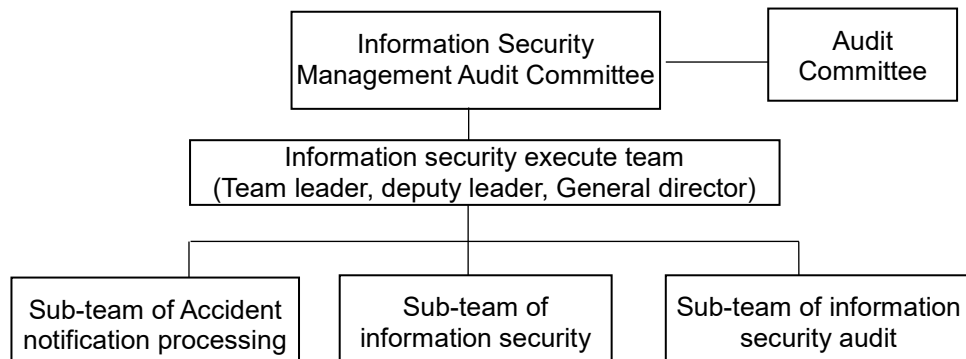 Information Security
Management Audit Committee
Audit
Committee
Information security execute team
(Team leader, deputy leader, General director)
Sub-team of Accident
notification processing
Sub-team of
information security
Sub-team of information
security audit